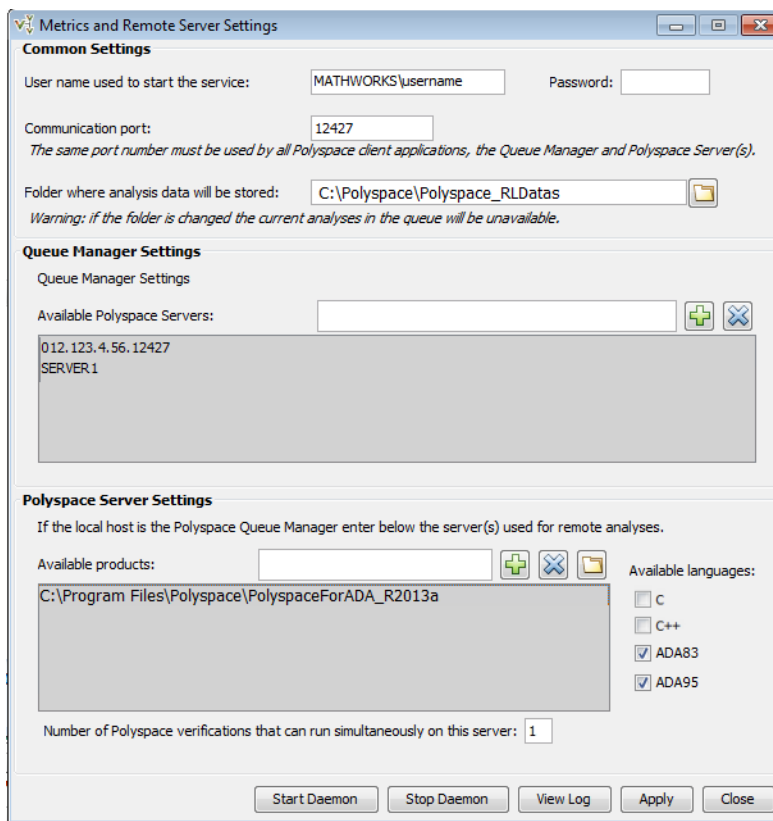 Metrics and Remote Server Settings
Common Settings
User name used to start the service: MATHWORKS\username Password:
Communication port: 12427
The same port number must be used by all Polyspace client applications, the Queue Manager and Polyspace Server(s).
Folder where analysis data will be stored: C:\Polyspace\Polyspace_RLDatas
Warning: if the folder is changed the current analyses in the queue will be unavailable.
Queue Manager Settings
Queue Manager Settings
Available Polyspace Servers:
012.123.4.56.12427
SERVER1
Polyspace Server Settings
If the local host is the Polyspace Queue Manager enter below the server(s) used for remote analyses.
Available products: Available languages:
C:\Program Files\Polyspace\PolyspaceForADA_R2013a
C
C++
ADA83
ADA95
Number of Polyspace verifications that can run simultaneously on this server: 1
Start Daemon Stop Daemon View Log Apply Close